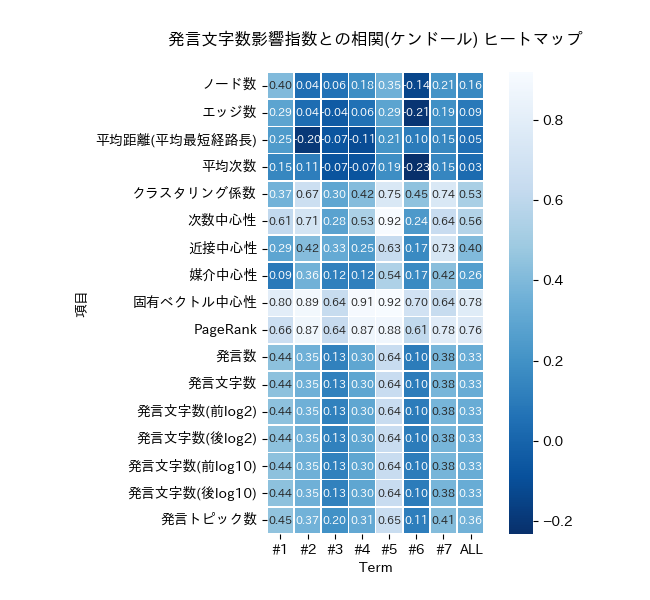 発言文字数影響指数との相関(ケンドール) ヒートマップ
項目
ノード数 0.40 0.04 0.06 0.18 0.35 -0.14 0.21 0.16
エッジ数 0.29 0.04 -0.04 0.06 0.29 -0.21 0.19 0.09
平均距離(平均最短経路長) 0.25 -0.20 -0.07 -0.11 0.21 0.10 0.15 0.05
平均次数 0.15 0.11 -0.07 -0.07 0.19 -0.23 0.15 0.03
クラスタリング係数 0.37 0.67 0.30 0.42 0.75 0.45 0.74 0.53
次数中心性 0.61 0.71 0.28 0.53 0.92 0.24 0.64 0.56
近接中心性 0.29 0.42 0.33 0.25 0.63 0.17 0.73 0.40
媒介中心性 0.09 0.36 0.12 0.12 0.54 0.17 0.42 0.26
固有ベクトル中心性 0.80 0.89 0.64 0.91 0.92 0.70 0.64 0.78
PageRank 0.66 0.87 0.64 0.87 0.88 0.61 0.78 0.76
発言数 0.44 0.35 0.13 0.30 0.64 0.10 0.38 0.33
発言文字数 0.44 0.35 0.13 0.30 0.64 0.10 0.38 0.33
発言文字数(前log2) 0.44 0.35 0.13 0.30 0.64 0.10 0.38 0.33
発言文字数(後log2) 0.44 0.35 0.13 0.30 0.64 0.10 0.38 0.33
発言文字数(前log10) 0.44 0.35 0.13 0.30 0.64 0.10 0.38 0.33
発言文字数(後log10) 0.44 0.35 0.13 0.30 0.64 0.10 0.38 0.33
発言トピック数 0.45 0.37 0.20 0.31 0.65 0.11 0.41 0.36
#1 #2 #3 #4 #5 #6 #7 ALL
Term
0.8
0.6
0.4
0.2
0.0
−0.2